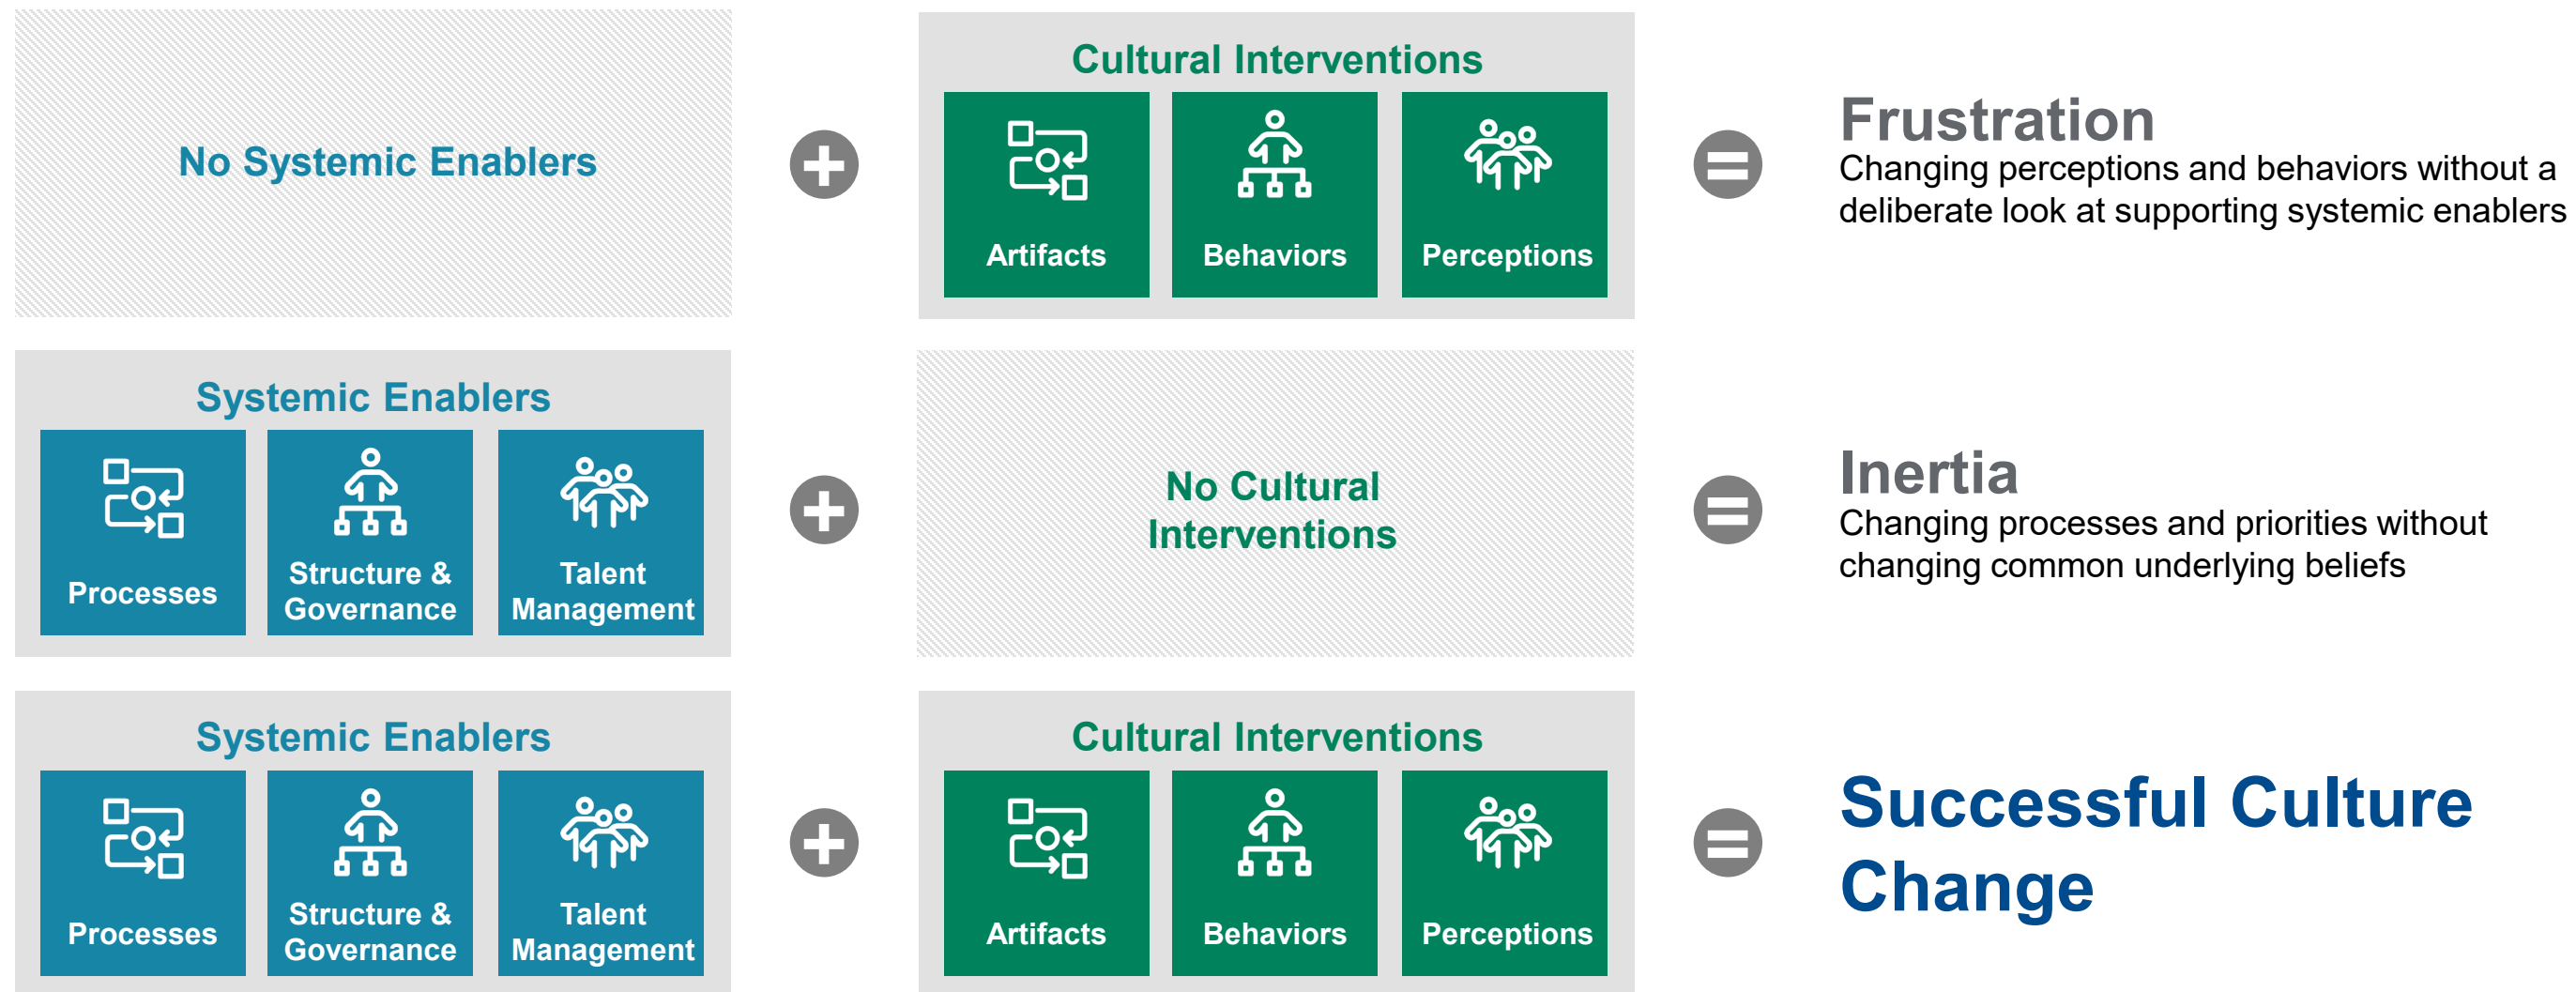 No Systemic Enablers
Cultural Interventions
Artifacts
Behaviors
Perceptions
Frustration
Changing perceptions and behaviors without a
deliberate look at supporting systemic enablers
Systemic Enablers
Processes
Structure &
Governance
Talent
Management
No Cultural
Interventions
Inertia
Changing processes and priorities without
changing common underlying beliefs
Systemic Enablers
Processes
Structure &
Governance
Talent
Management
Cultural Interventions
Artifacts
Behaviors
Perceptions
Successful Culture
Change